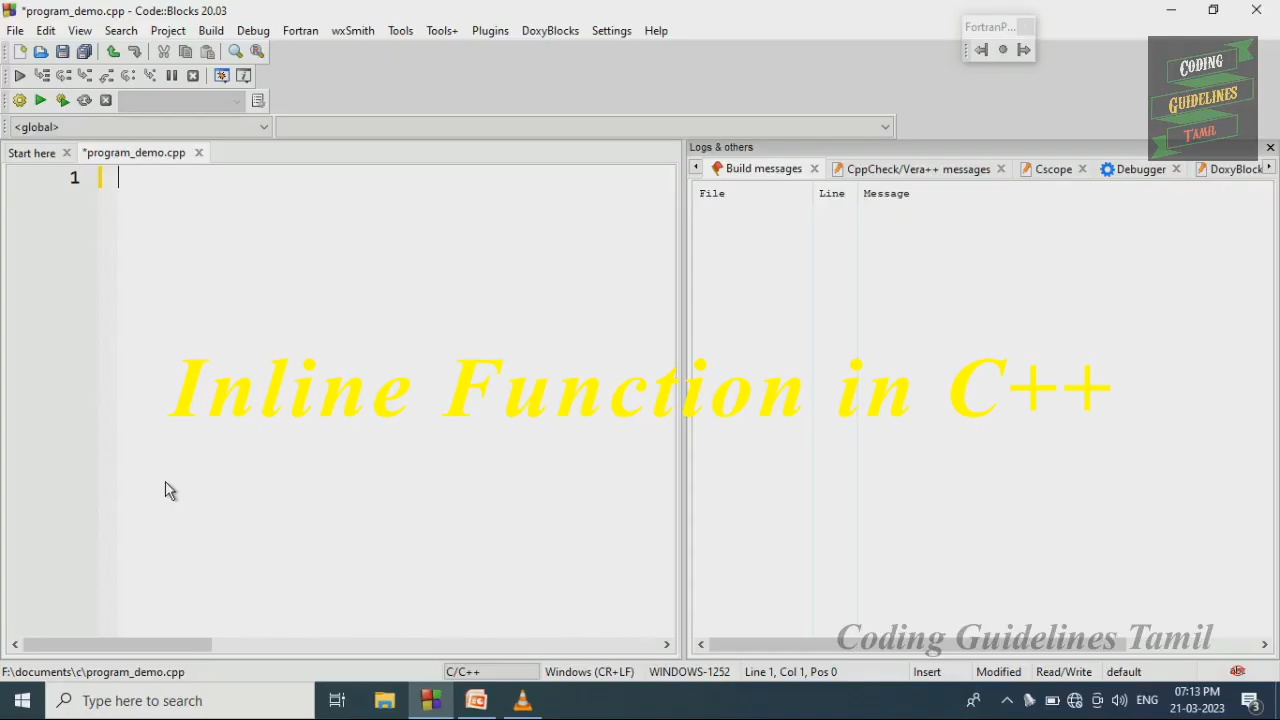 *program_demo.cpp - Code::Blocks 20.03
File Edit View Search Project Build Debug Fortran wxSmith Tools Tools+ Plugins DoxyBlocks Settings Help
FortranP...
CODING
GUIDELINES
TAMIL
<global>
Start here *program_demo.cpp
Logs & others
Build messages CppCheck/Vera++ messages Cscope Debugger DoxyBlock
File Line Message
1
Inline Function in C++
Coding Guidelines Tamil
F:\documents\c\program_demo.cpp C/C++ Windows (CR+LF) WINDOWS-1252 Line 1, Col 1, Pos 0 Insert Modified Read/Write default
Type here to search
ENG
07:13 PM
21-03-2023
3